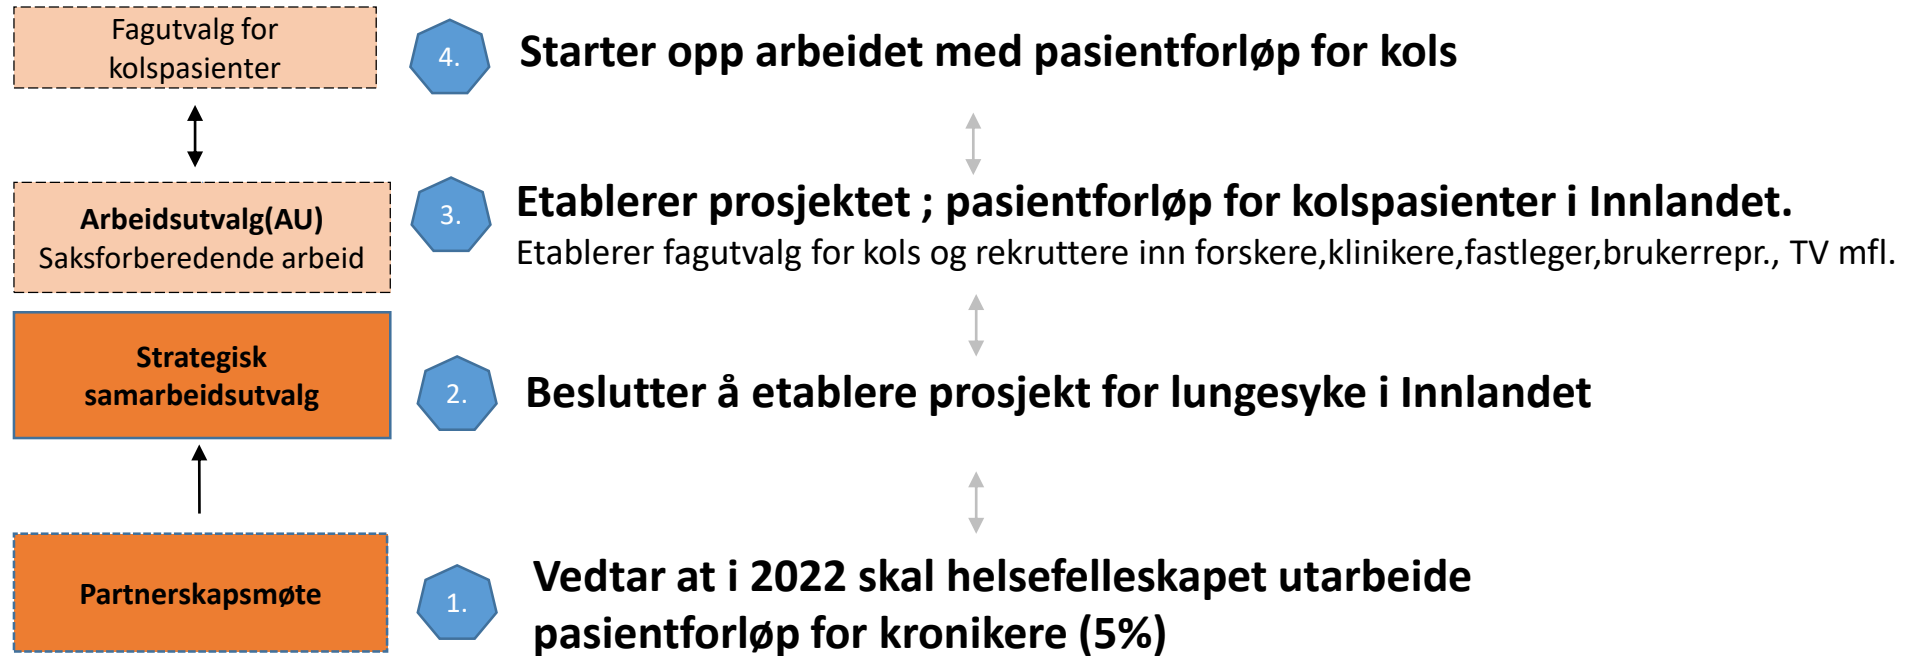 Fagutvalg for
kolspasienter
4.
Starter opp arbeidet med pasientforløp for kols
Arbeidsutvalg(AU)
Saksforberedende arbeid
3.
Etablerer prosjektet ; pasientforløp for kolspasienter i Innlandet.
Etablerer fagutvalg for kols og rekruttere inn forskere,klinikere,fastleger,brukerrepr., TV mfl.
Strategisk
samarbeidsutvalg
2.
Beslutter å etablere prosjekt for lungesyke i Innlandet
Partnerskapsmøte
1.
Vedtar at i 2022 skal helsefelleskapet utarbeide
pasientforløp for kronikere (5%)